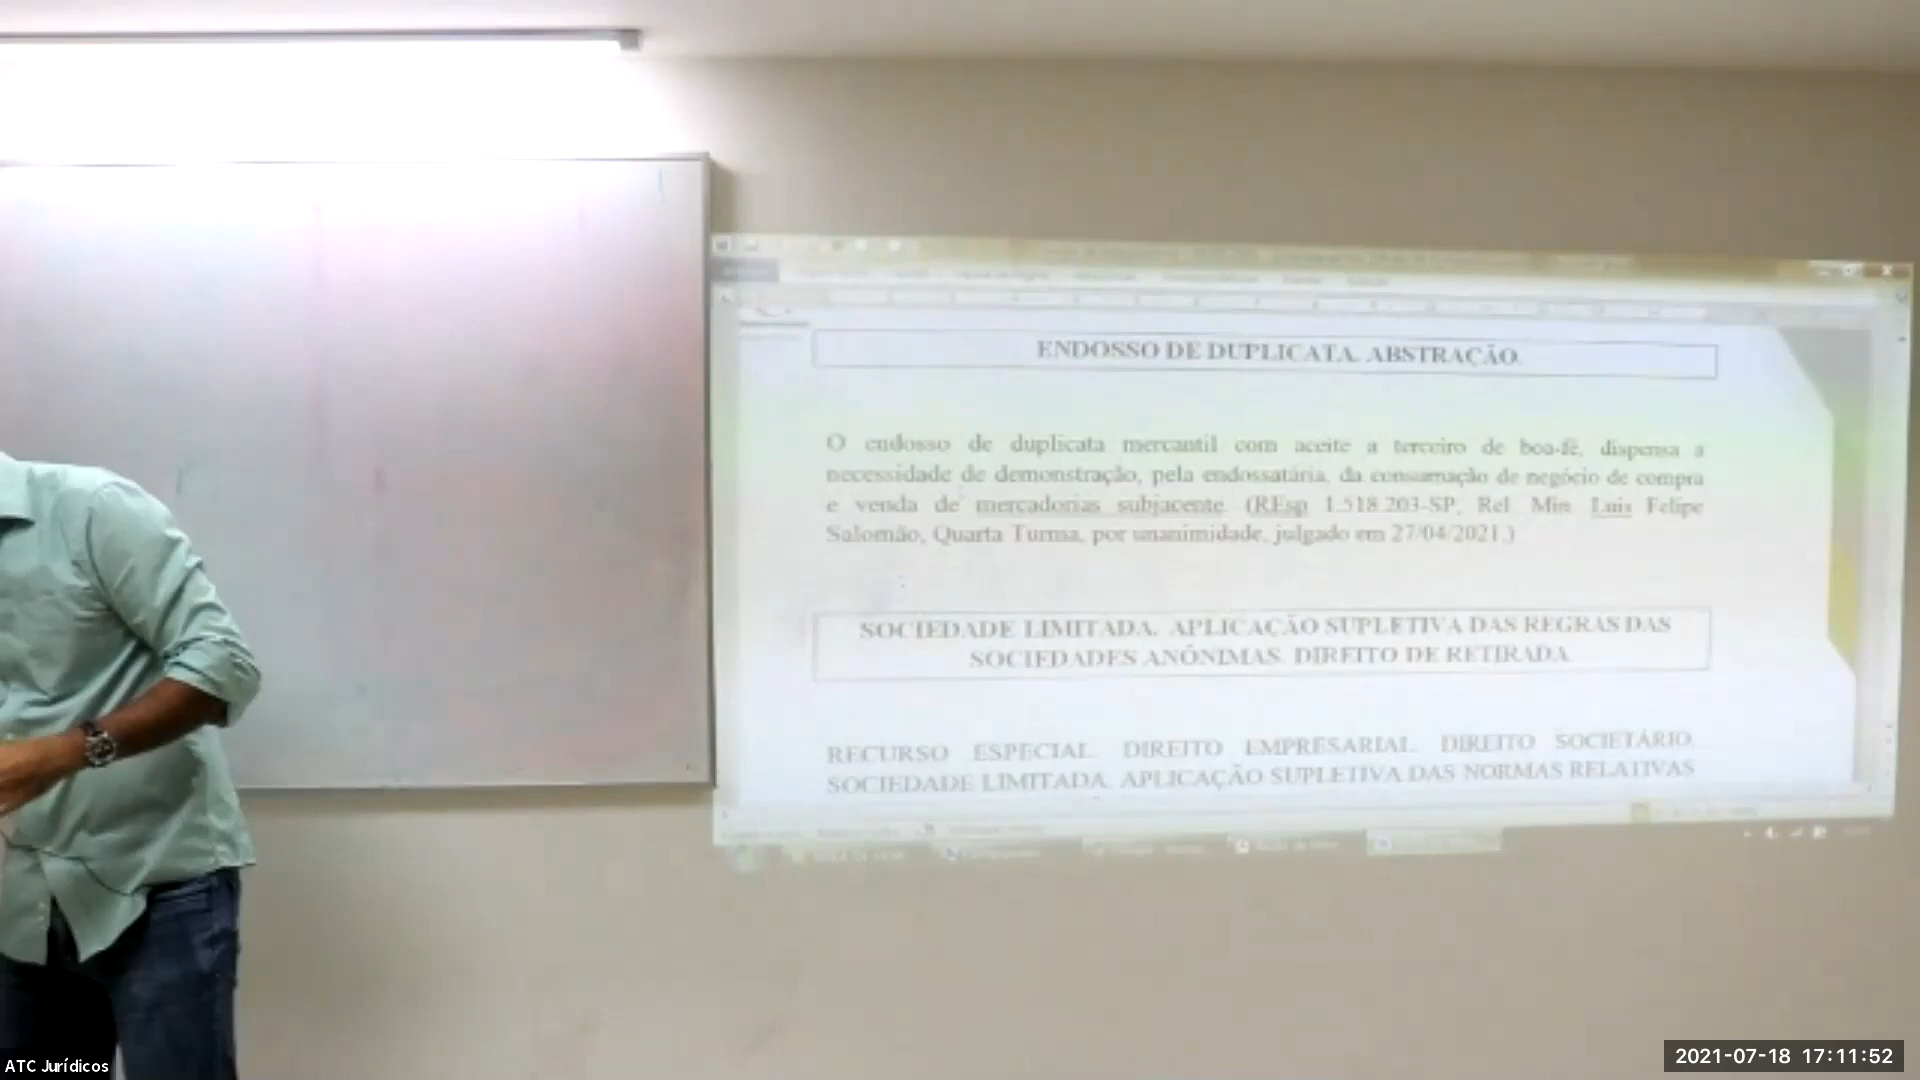 ENDOSSO DE DUPLICATA. ABSTRAÇÃO.
O endosso de duplicata mercantil com aceite a terceiro de boa-fé, dispensa a
necessidade de demonstração, pela endossatária, da consumação de negócio de compra
e venda de mercadorias subjacente. (REsp 1.518.203-SP, Rel. Min. Luis Felipe
Salomão, Quarta Turma, por unanimidade, julgado em 27/04/2021.)
SOCIEDADE LIMITADA. APLICAÇÃO SUPLETIVA DAS REGRAS DAS
SOCIEDADES ANÔNIMAS. DIREITO DE RETIRADA
RECURSO ESPECIAL. DIREITO EMPRESARIAL. DIREITO SOCIETÁRIO.
SOCIEDADE LIMITADA. APLICAÇÃO SUPLETIVA DAS NORMAS RELATIVAS
ATC Jurídicos
2021-07-18 17:11:52